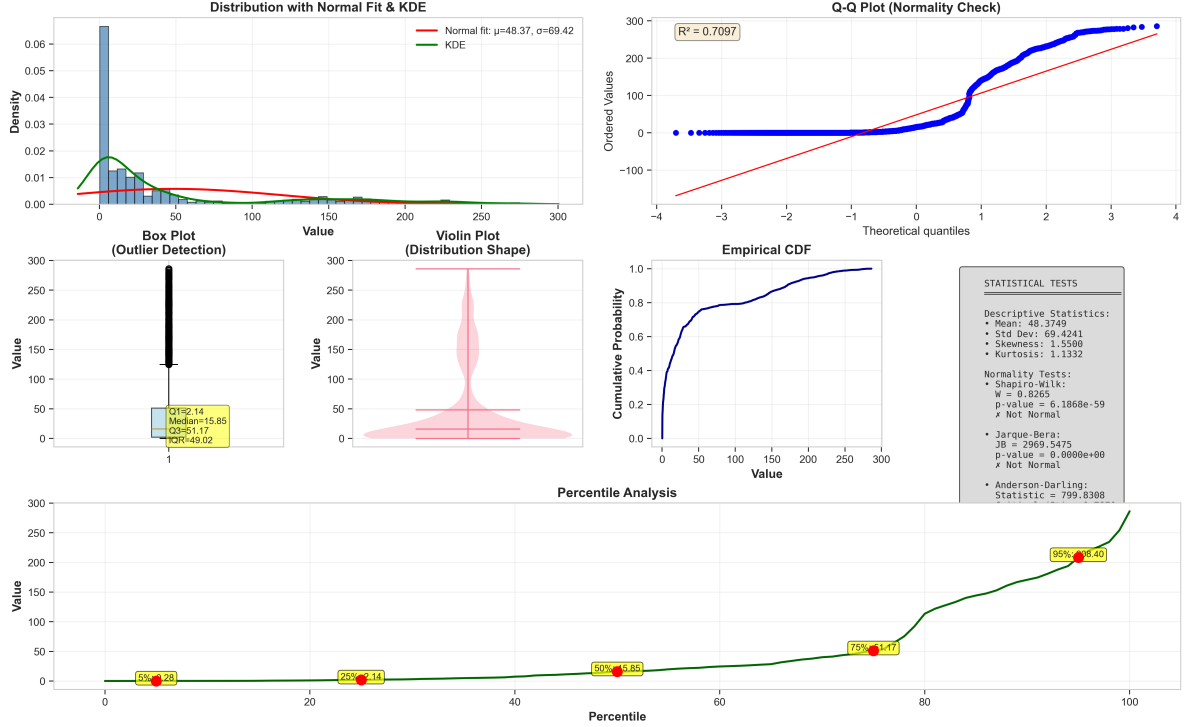 Distribution with Normal Fit & KDE
Normal fit: μ=48.37, σ=69.42
KDE
Density
0.06
0.05
0.04
0.03
0.02
0.01
0.00
0 50 100 150 200 250 300
Value
Q-Q Plot (Normality Check)
R² = 0.7097
Ordered Values
300
200
100
0
−100
−4 −3 −2 −1 0 1 2 3 4
Theoretical quantiles
Box Plot
(Outlier Detection)
Value
300
250
200
150
100
50
0
1
Q1=2.14
Median=15.85
Q3=51.17
IQR=49.02
Violin Plot
(Distribution Shape)
Value
300
250
200
150
100
50
0
Empirical CDF
Cumulative Probability
1.0
0.8
0.6
0.4
0.2
0.0
0 50 100 150 200 250 300
Value
STATISTICAL TESTS
Descriptive Statistics:
• Mean: 48.3749
• Std Dev: 69.4241
• Skewness: 1.5500
• Kurtosis: 1.1332
Normality Tests:
• Shapiro-Wilk:
W = 0.8265
p-value = 6.1868e-59
✗ Not Normal
• Jarque-Bera:
JB = 2969.5475
p-value = 0.0000e+00
✗ Not Normal
• Anderson-Darling:
Statistic = 799.8308
Percentile Analysis
Value
300
250
200
150
100
50
0
5%: 0.28
25%: 2.14
50%: 15.85
75%: 51.17
95%: 208.40
0 20 40 60 80 100
Percentile